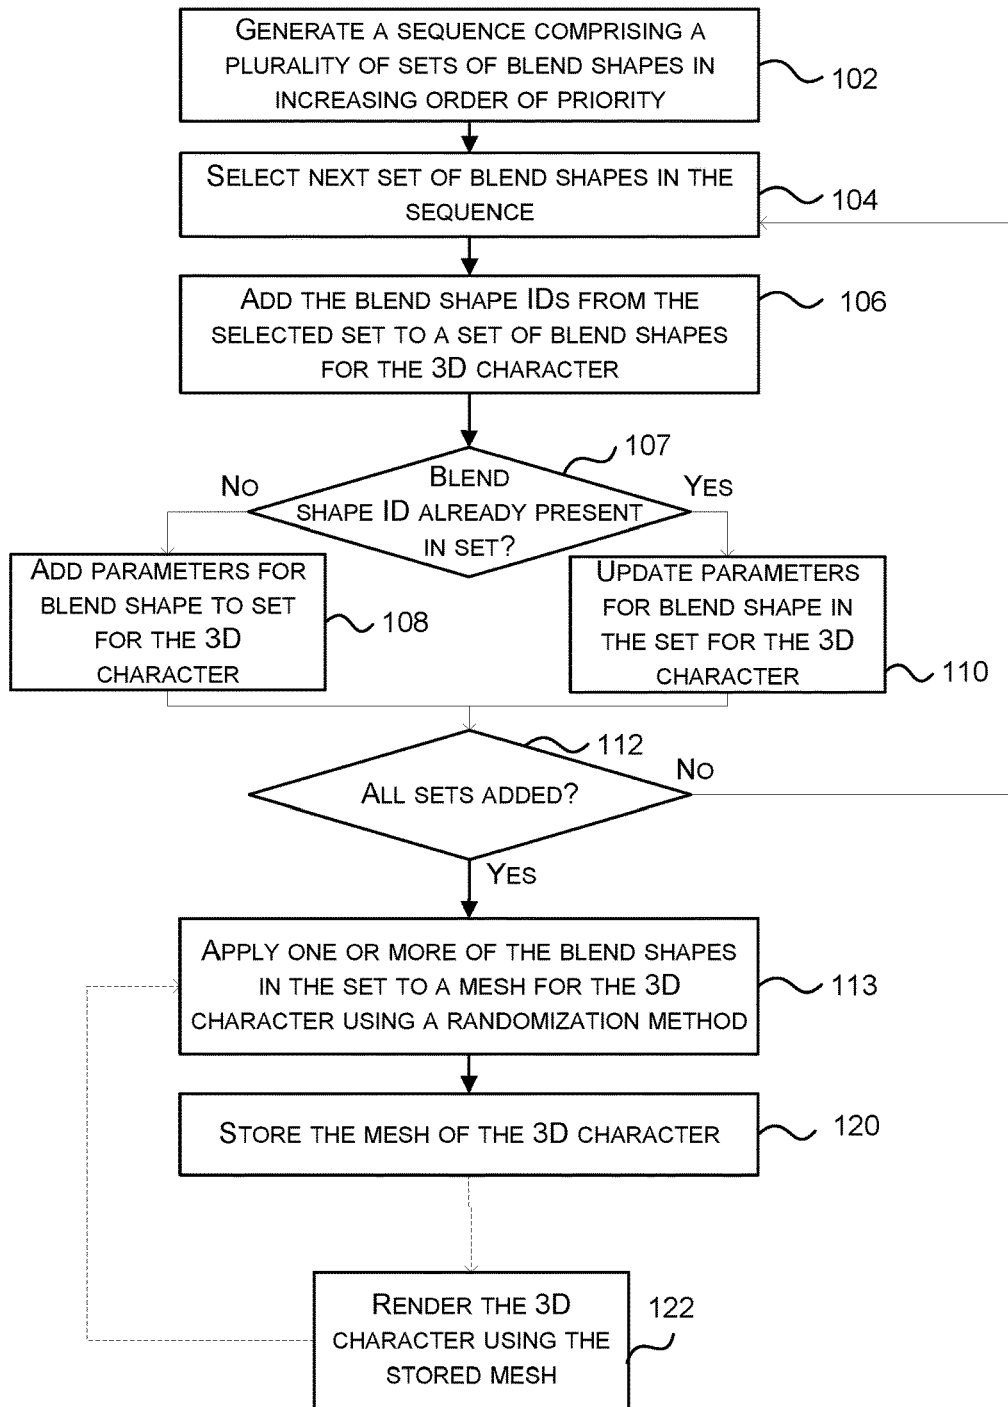 GENERATE A SEQUENCE COMPRISING A
PLURALITY OF SETS OF BLEND SHAPES IN
INCREASING ORDER OF PRIORITY
102
SELECT NEXT SET OF BLEND SHAPES IN THE
SEQUENCE
104
ADD THE BLEND SHAPE IDS FROM THE
SELECTED SET TO A SET OF BLEND SHAPES
FOR THE 3D CHARACTER
106
107
NO
BLEND
SHAPE ID ALREADY PRESENT
IN SET?
YES
ADD PARAMETERS FOR
BLEND SHAPE TO SET
FOR THE 3D
CHARACTER
108
UPDATE PARAMETERS
FOR BLEND SHAPE IN
THE SET FOR THE 3D
CHARACTER
110
112
ALL SETS ADDED?
NO
YES
APPLY ONE OR MORE OF THE BLEND SHAPES
IN THE SET TO A MESH FOR THE 3D
CHARACTER USING A RANDOMIZATION METHOD
113
STORE THE MESH OF THE 3D CHARACTER
120
RENDER THE 3D
CHARACTER USING THE
STORED MESH
122